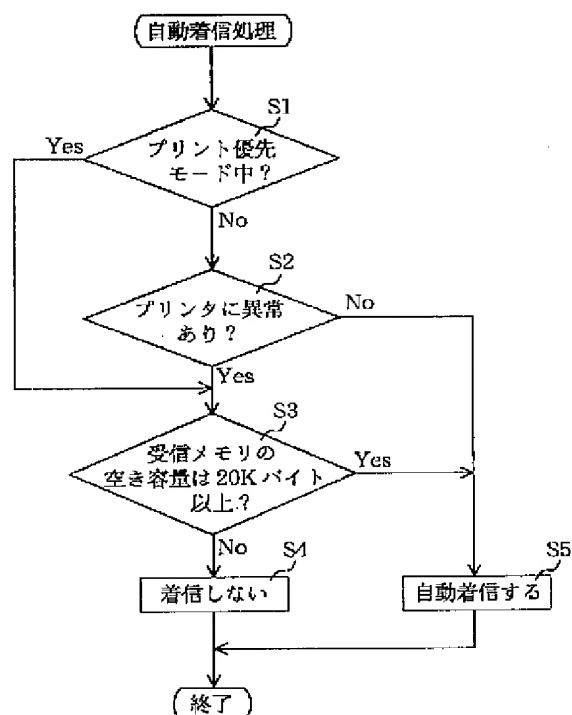 自動着信処理
S1
Yes
プリント優先
モード中？
No
S2
プリンタに異常
あり？
No
Yes
S3
受信メモリの
空き容量は20Kバイト
以上？
Yes
No
S4
着信しない
S5
自動着信する
終了